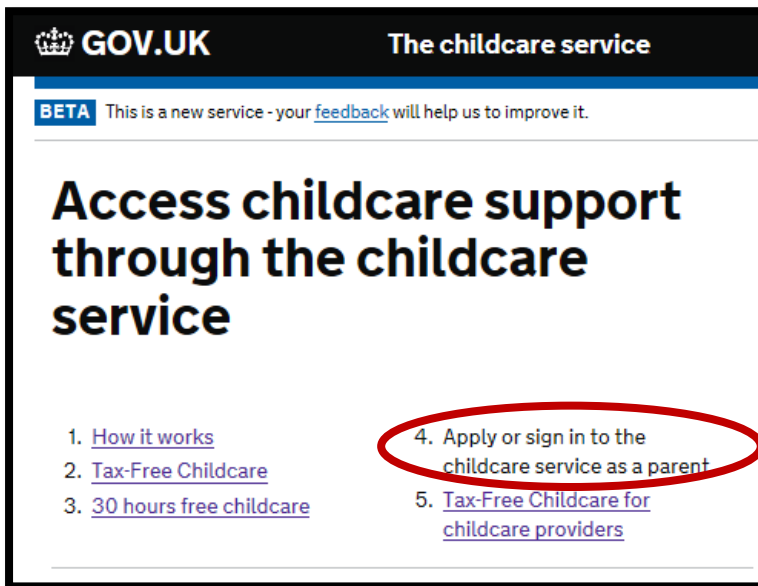 GOV.UK The childcare service
BETA This is a new service - your feedback will help us to improve it.
Access childcare support
through the childcare
service
1. How it works
2. Tax-Free Childcare
3. 30 hours free childcare
4. Apply or sign in to the
childcare service as a parent
5. Tax-Free Childcare for
childcare providers